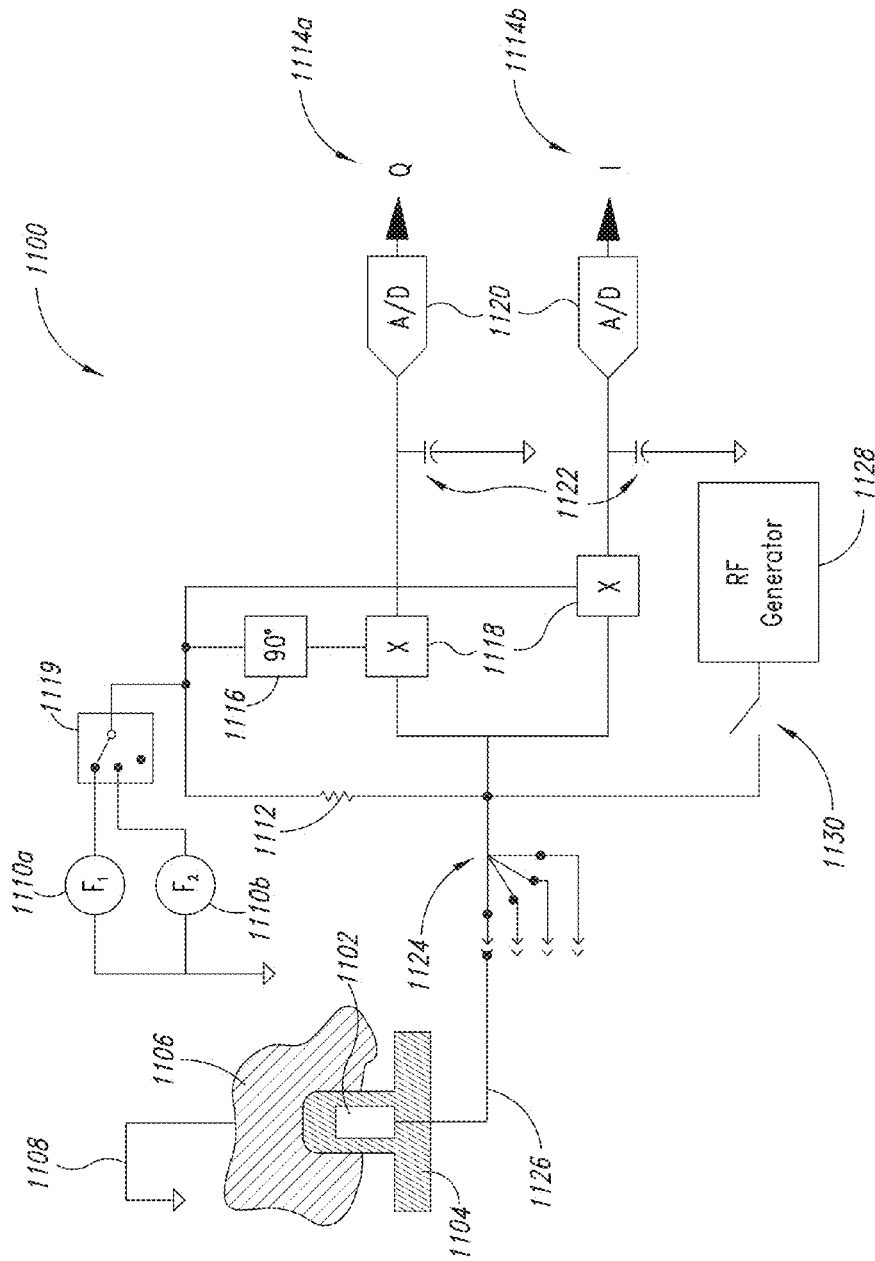 1100
1114a
1114b
Q
I
A/D
A/D
1120
1122
1119
1116
90°
X
X
1118
RF
Generator
1128
1130
1112
1110a
F₁
F₂
1110b
1124
1102
1106
1108
1104
1126